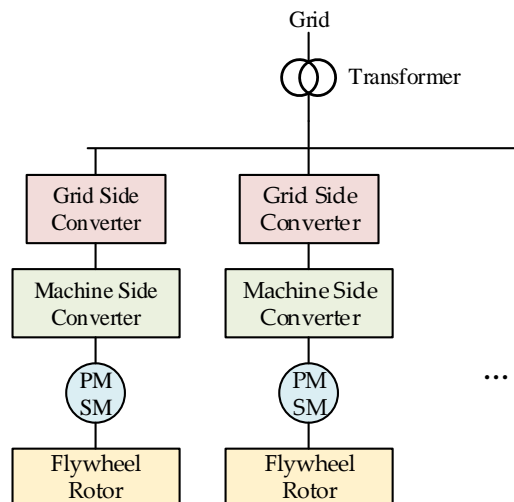 Grid
Transformer
Grid Side
Converter
Grid Side
Converter
Machine Side
Converter
Machine Side
Converter
PM
SM
PM
SM
...
Flywheel
Rotor
Flywheel
Rotor